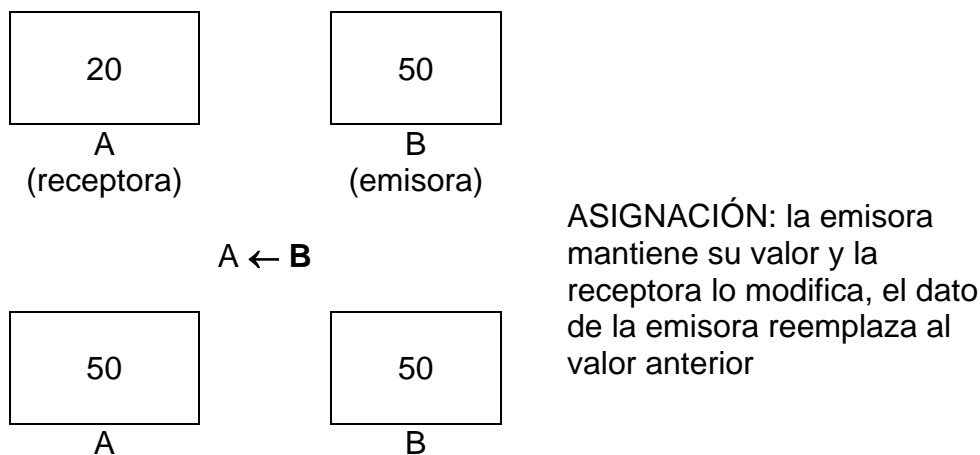 20 50
A B
(receptora) (emisora)
A ← B
ASIGNACIÓN: la emisora
mantiene su valor y la
receptora lo modifica, el dato
de la emisora reemplaza al
valor anterior
50 50
A B